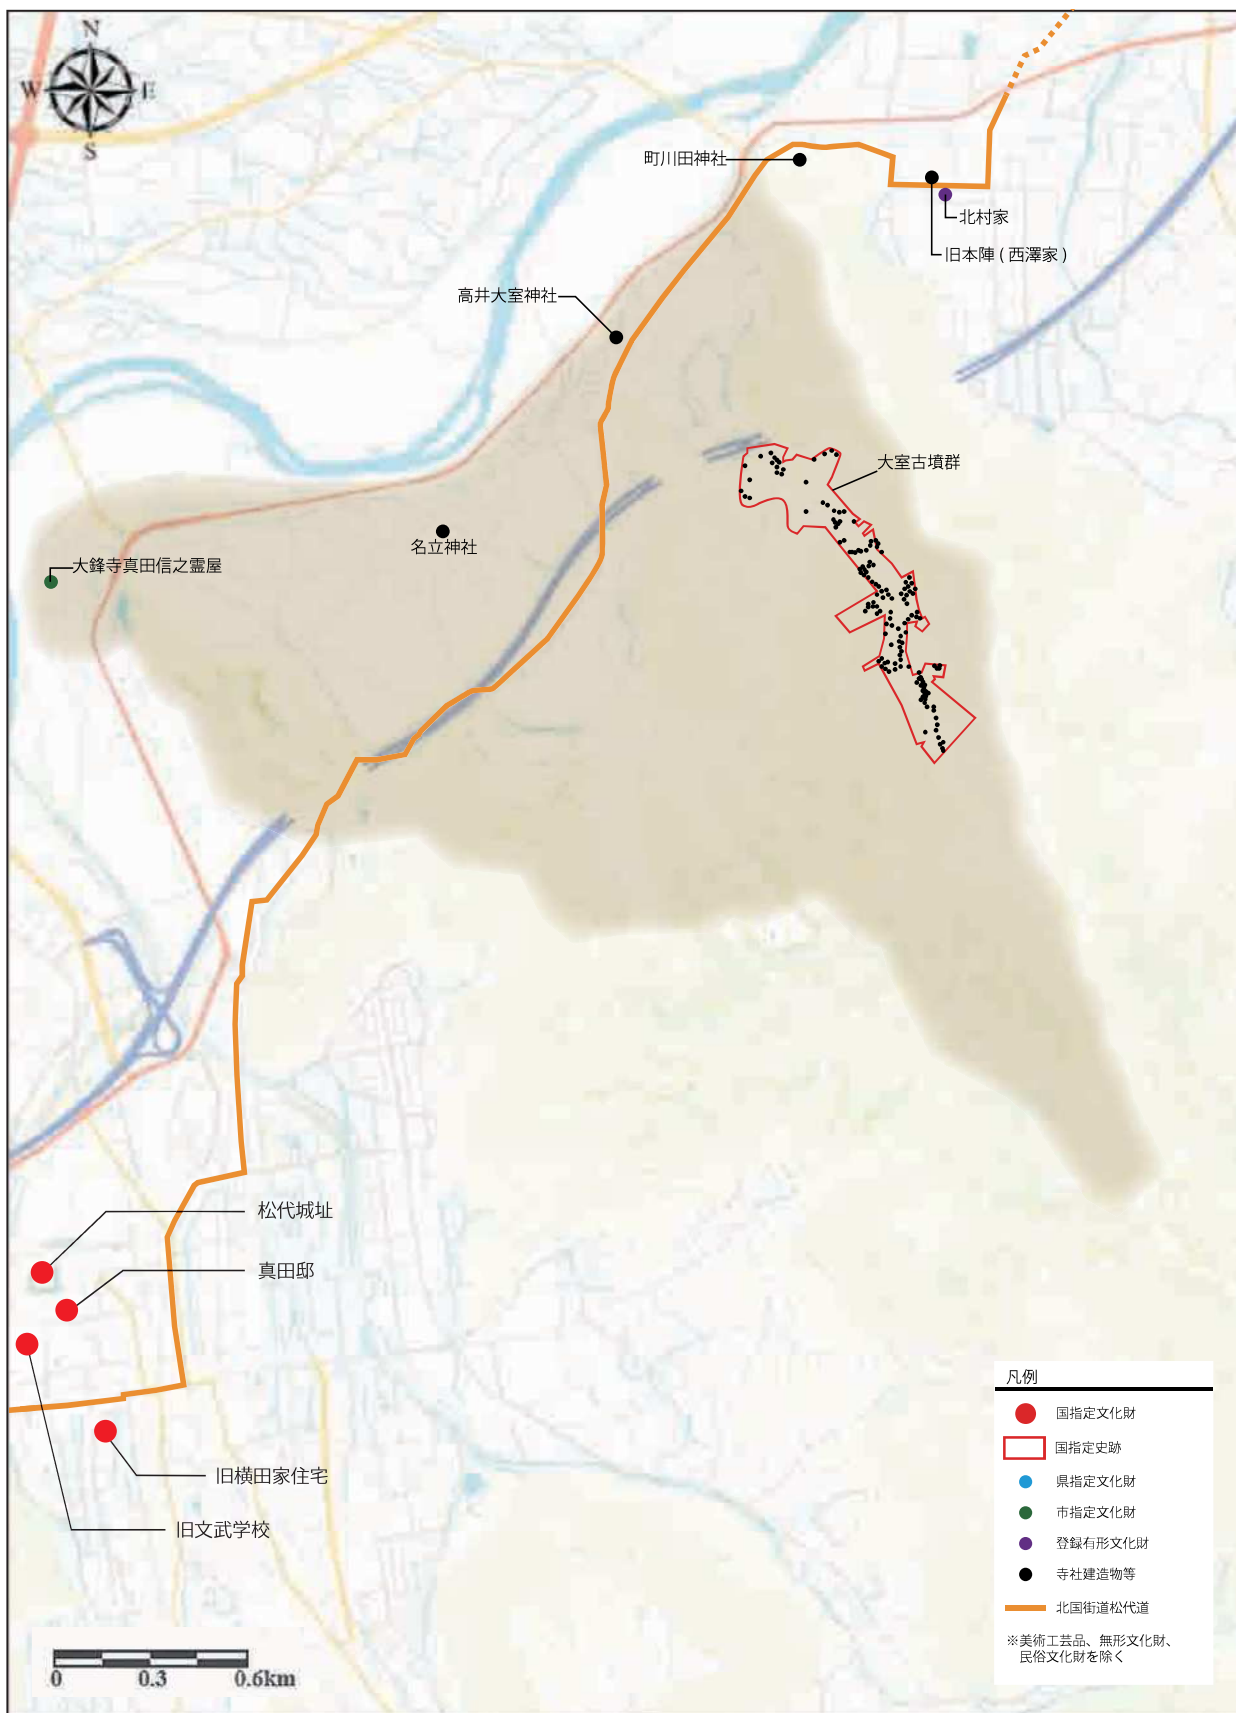 N
W
E
S
町川田神社
北村家
旧本陣 ( 西澤家 )
高井大室神社
大室古墳群
名立神社
大鋒寺真田信之霊屋
松代城址
真田邸
旧横田家住宅
旧文武学校
凡例
国指定文化財
国指定史跡
県指定文化財
市指定文化財
登録有形文化財
寺社建造物等
北国街道松代道
※美術工芸品、無形文化財、
民俗文化財を除く
0 0.3 0.6km